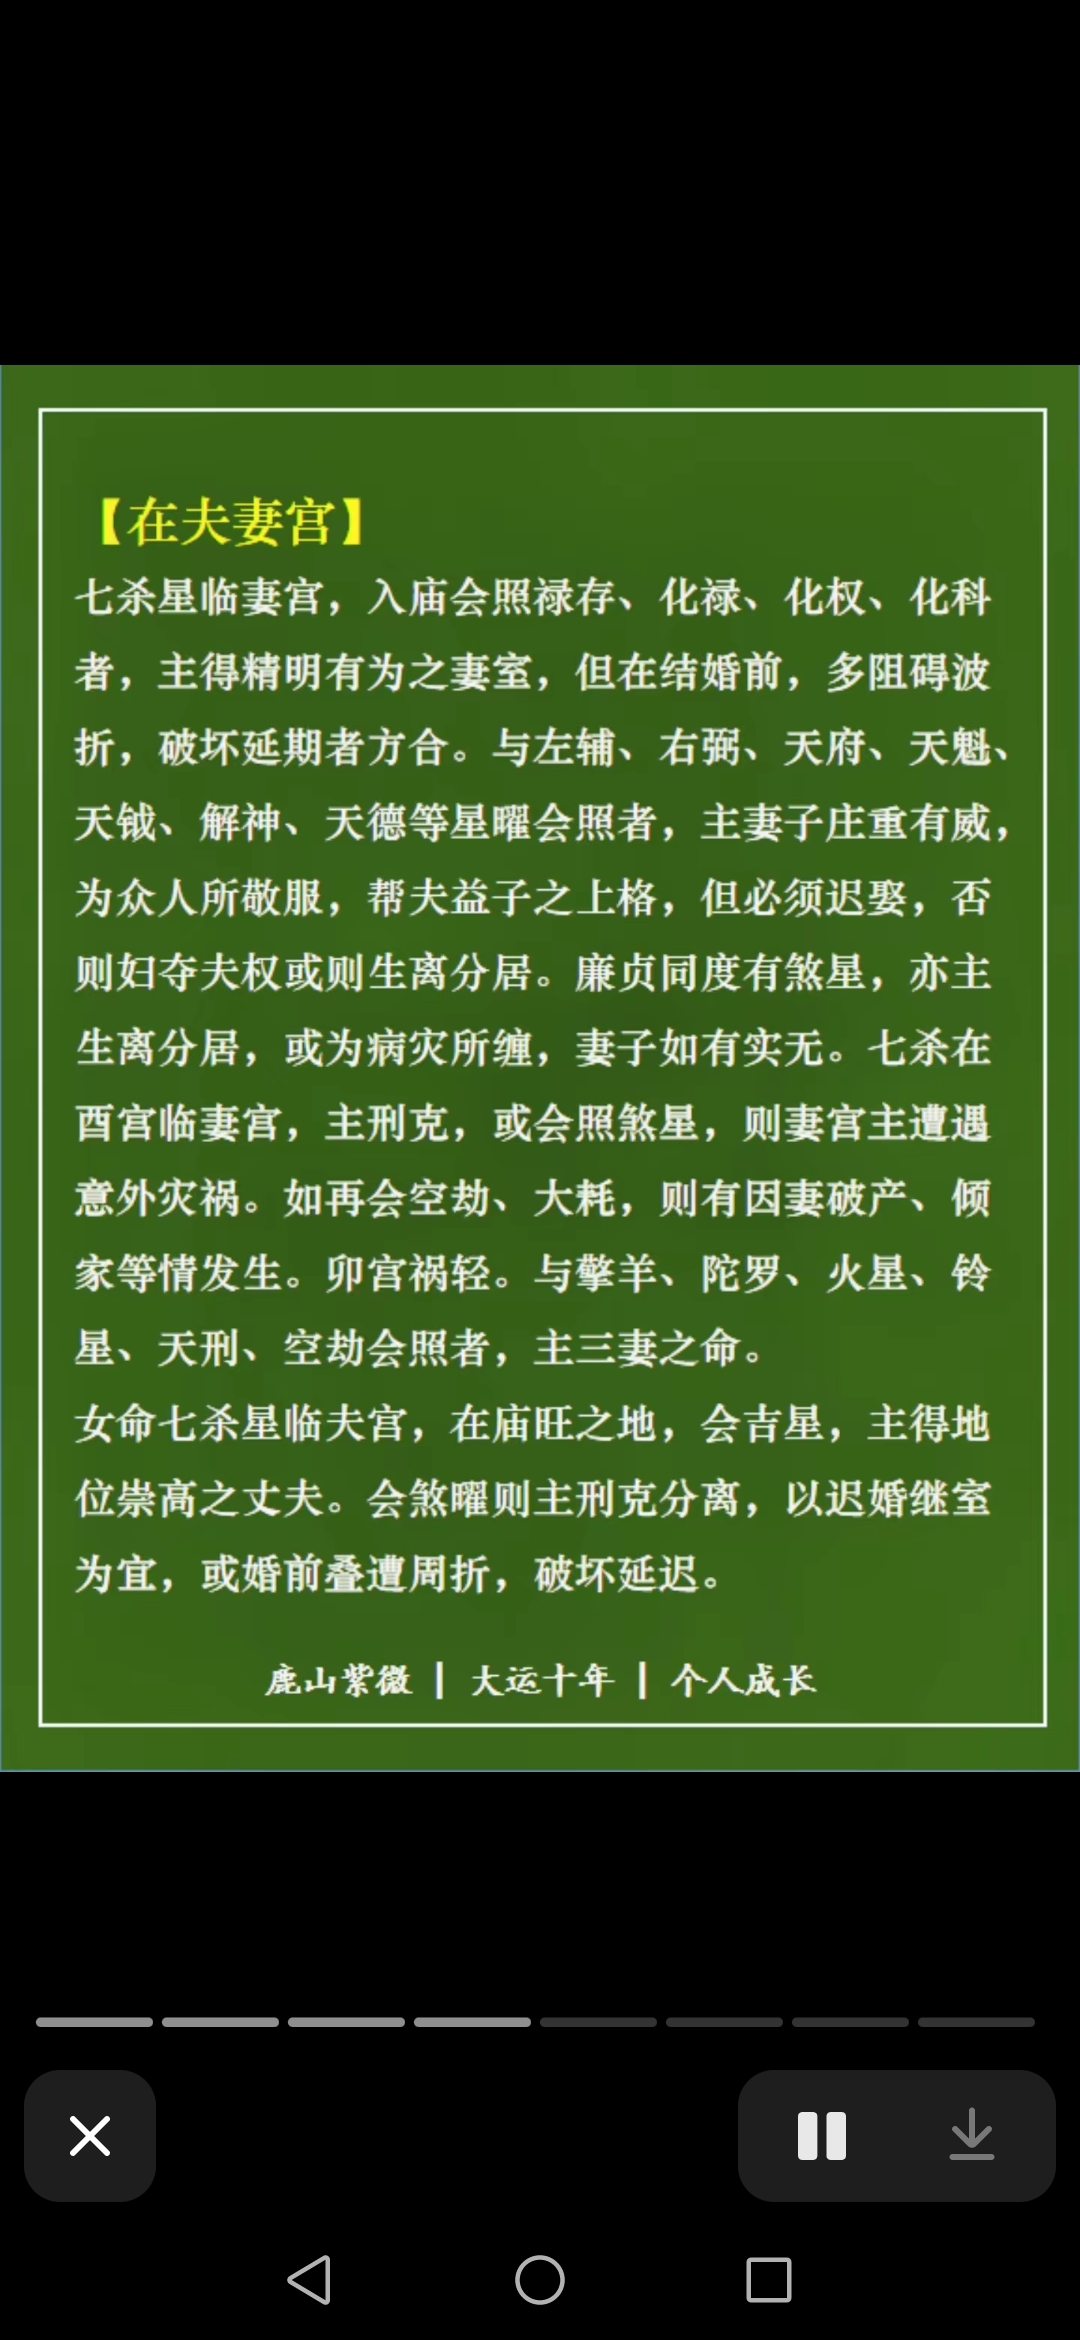 【在夫妻宫】
七杀星临妻宫，入庙会照禄存、化禄、化权、化科
者，主得精明有为之妻室，但在结婚前，多阻碍波
折，破坏延期者方合。与左辅、右弼、天府、天魁、
天钺、解神、天德等星曜会照者，主妻子庄重有威，
为众人所敬服，帮夫益子之上格，但必须迟娶，否
则妇夺夫权或则生离分居。廉贞同度有煞星，亦主
生离分居，或为病灾所缠，妻子如有实无。七杀在
酉宫临妻宫，主刑克，或会照煞星，则妻宫主遭遇
意外灾祸。如再会空劫、大耗，则有因妻破产、倾
家等情发生。卯宫祸轻。与擎羊、陀罗、火星、铃
星、天刑、空劫会照者，主三妻之命。
女命七杀星临夫宫，在庙旺之地，会吉星，主得地
位崇高之丈夫。会煞曜则主刑克分离，以迟婚继室
为宜，或婚前叠遭周折，破坏延迟。
鹿山紫微 | 大运十年 | 个人成长